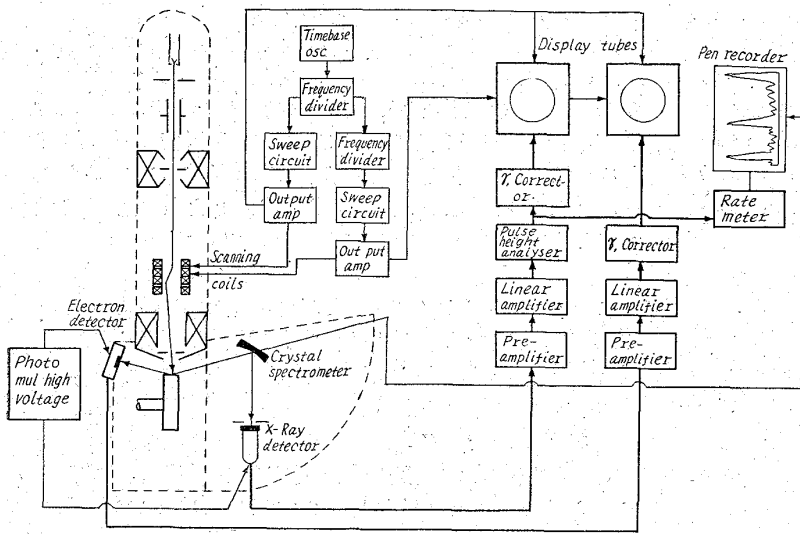 Timebase
osc.
Frequency
divider
Sweep
circuit
Frequency
divider
Output
amp
Sweep
circuit
Out put
amp
Scanning
coils
Display tubes
Pen recorder
γ, Correct-
or.
Pulse
height
analyser
Linear
amplifier
Pre-
amplifier
γ, Corrector
Linear
amplifier
Pre-
amplifier
Rate
meter
Electron
detector
Photo
mul high
voltage
Crystal
spectrometer
X-Ray
detector